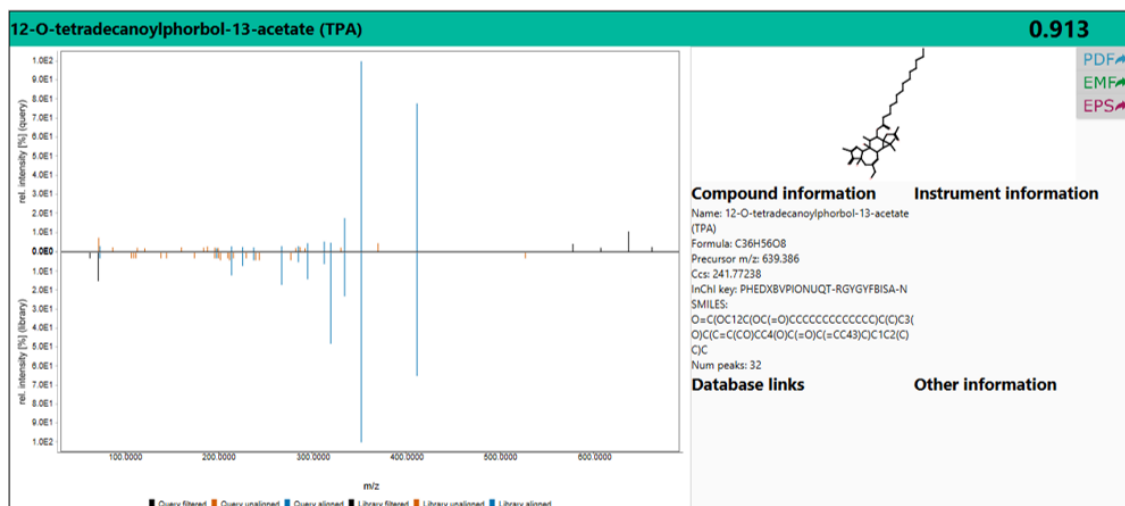 12-O-tetradecanoylphorbol-13-acetate (TPA)
0.913
PDF
EMF
EPS
rel. intensity [%] (query)
1.0E2
9.0E1
8.0E1
7.0E1
6.0E1
5.0E1
4.0E1
3.0E1
2.0E1
1.0E1
0.0E0
rel. intensity [%] (library)
1.0E1
2.0E1
3.0E1
4.0E1
5.0E1
6.0E1
7.0E1
8.0E1
9.0E1
1.0E2
100.0000 200.0000 300.0000 400.0000 500.0000 600.0000
m/z
Query filtered Query unaligned Query aligned Library filtered Library unaligned Library aligned
Compound information
Name: 12-O-tetradecanoylphorbol-13-acetate
(TPA)
Formula: C36H56O8
Precursor m/z: 639.386
Ccs: 241.77238
InChI key: PHEDXBVPIONUQT-RGYGYFBISA-N
SMILES:
O=C(OC12C(OC(=O)CCCCCCCCCCCCC)C(C)C3(
O)C(C=C(CO)CC4(O)C(=O)C(=CC43)C)C1C2(C)
C)C
Num peaks: 32
Instrument information
Database links
Other information